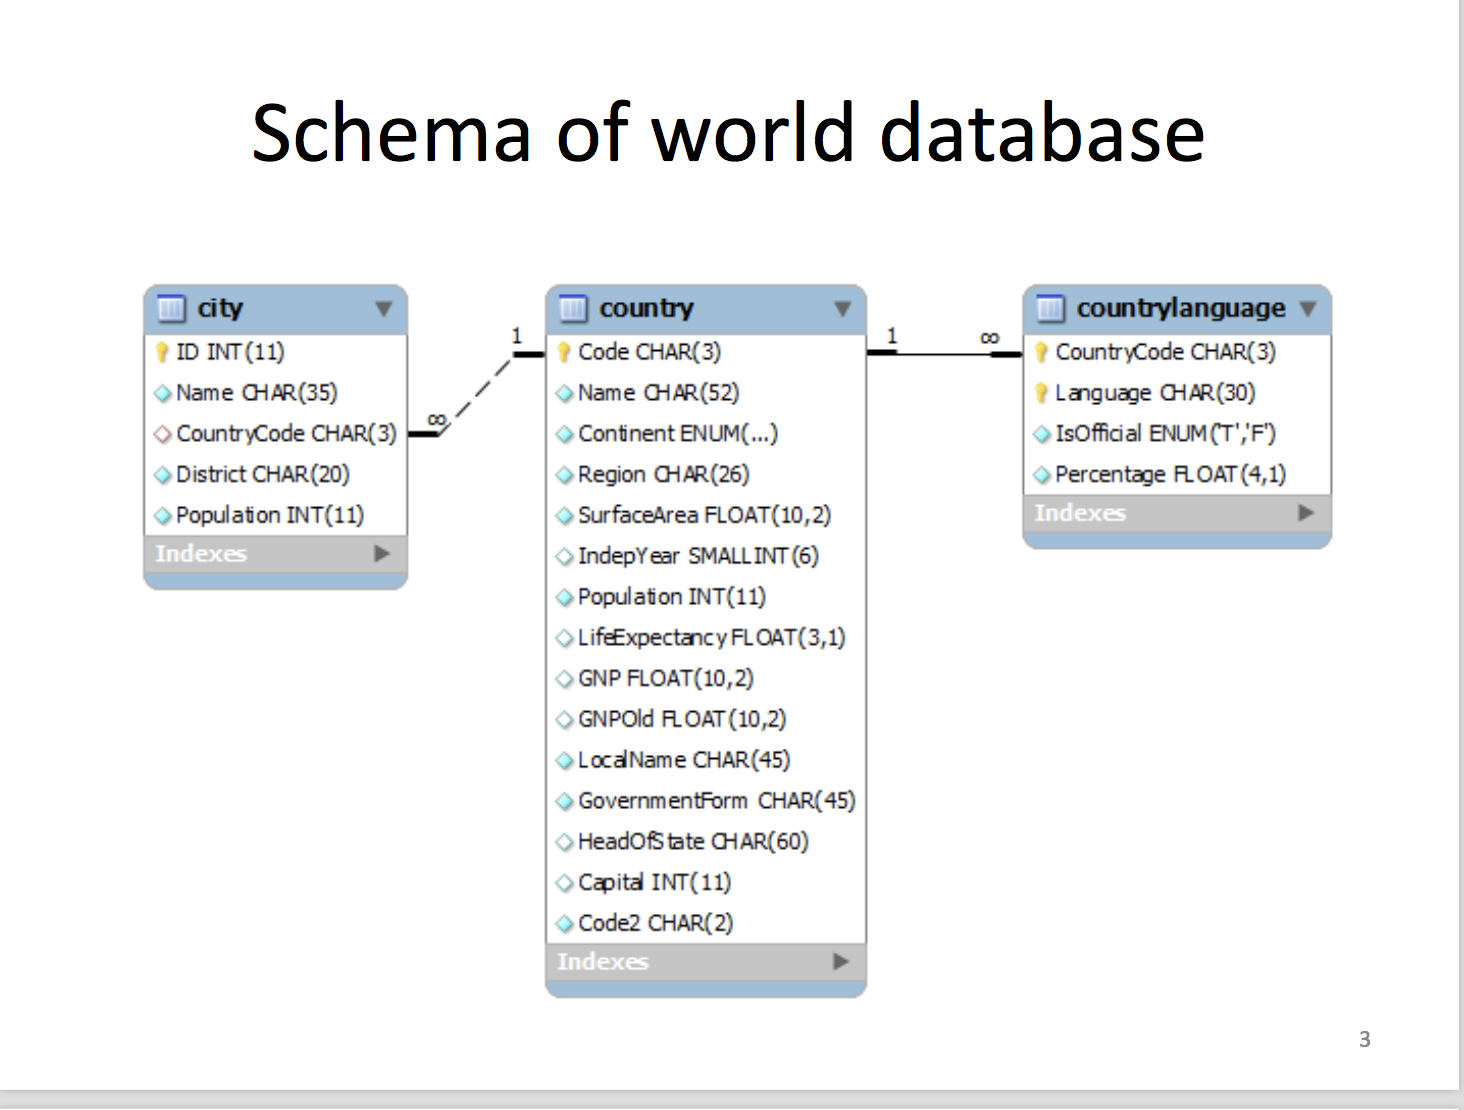 Schema of world database
city
ID INT(11)
Name CHAR(35)
CountryCode CHAR(3)
District CHAR(20)
Population INT(11)
Indexes
∞
1
country
Code CHAR(3)
Name CHAR(52)
Continent ENUM(...)
Region CHAR(26)
SurfaceArea FLOAT(10,2)
IndepYear SMALLINT(6)
Population INT(11)
LifeExpectancy FLOAT(3,1)
GNP FLOAT(10,2)
GNPOld FLOAT(10,2)
LocalName CHAR(45)
GovernmentForm CHAR(45)
HeadOfState CHAR(60)
Capital INT(11)
Code2 CHAR(2)
Indexes
1
∞
countrylanguage
CountryCode CHAR(3)
Language CHAR(30)
IsOfficial ENUM('T','F')
Percentage FLOAT(4,1)
Indexes
3